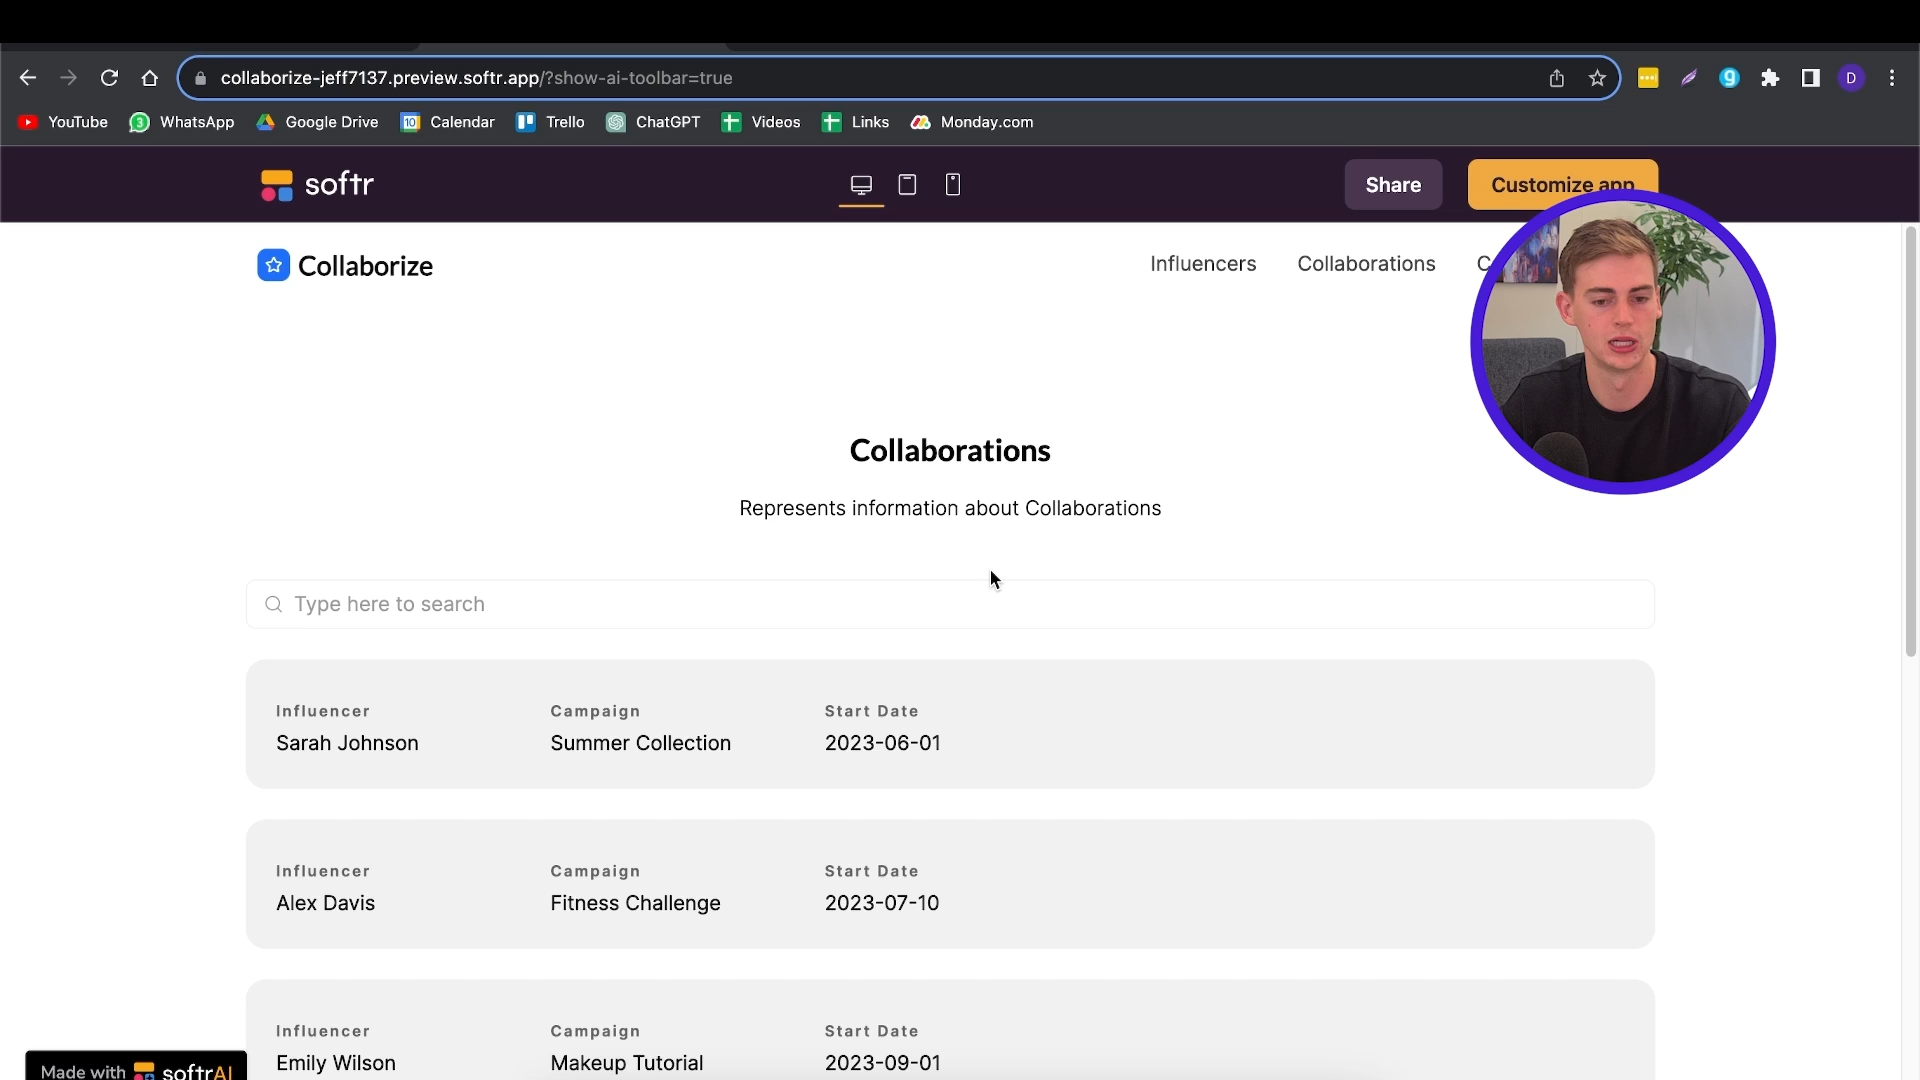 collaborize-jeff7137.preview.softr.app/?show-ai-toolbar=true
D
YouTube
3
WhatsApp
Google Drive
10
Calendar
Trello
ChatGPT
Videos
Links
Monday.com
softr
Share
Customize app
Collaborize
Influencers
Collaborations
C
Collaborations
Represents information about Collaborations
Type here to search
Influencer Campaign Start Date
Sarah Johnson Summer Collection 2023-06-01
Influencer Campaign Start Date
Alex Davis Fitness Challenge 2023-07-10
Influencer Campaign Start Date
Emily Wilson Makeup Tutorial 2023-09-01
Made with softrAI